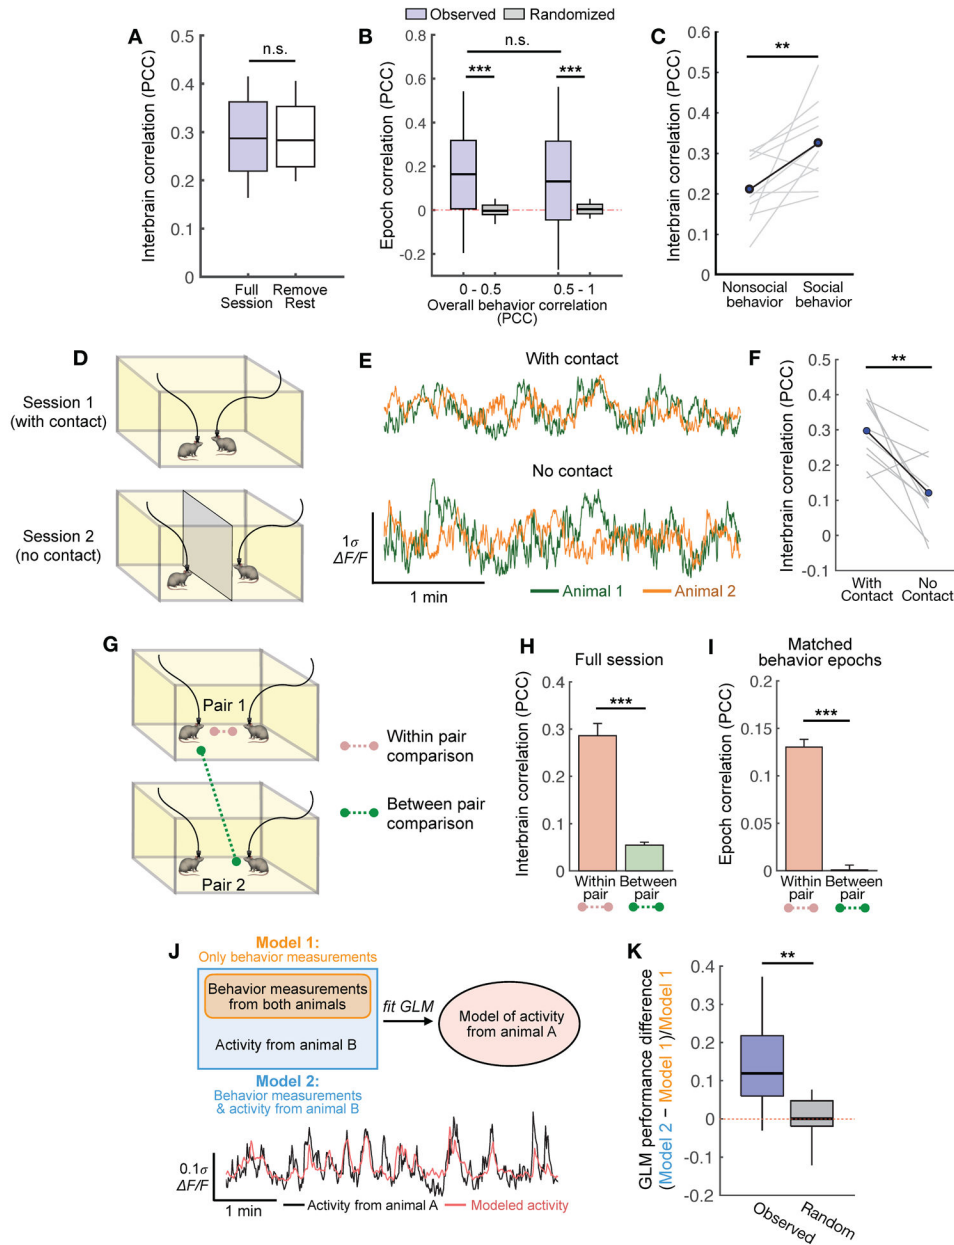 Observed
Randomized
A
Interbrain correlation (PCC)
0.5
0.4
0.3
0.2
0.1
0
n.s.
Full
Session
Remove
Rest
B
Epoch correlation (PCC)
0.8
0.6
0.4
0.2
0
-0.2
n.s.
***
***
0 - 0.5
0.5 - 1
Overall behavior correlation
(PCC)
C
Interbrain correlation (PCC)
0.6
0.5
0.4
0.3
0.2
0.1
0
**
Nonsocial
behavior
Social
behavior
D
Session 1
(with contact)
Session 2
(no contact)
E
With contact
No contact
1σ
ΔF/F
1 min
Animal 1
Animal 2
F
Interbrain correlation (PCC)
0.5
0.4
0.3
0.2
0.1
0
-0.1
**
With
Contact
No
Contact
G
Pair 1
Pair 2
Within pair
comparison
Between pair
comparison
H
Full session
Interbrain correlation (PCC)
0.4
0.3
0.2
0.1
0
***
Within
pair
Between
pair
I
Matched
behavior epochs
Epoch correlation (PCC)
0.2
0.15
0.1
0.05
0
***
Within
pair
Between
pair
J
Model 1:
Only behavior measurements
Behavior measurements
from both animals
Activity from animal B
fit GLM
Model of activity
from animal A
Model 2:
Behavior measurements
& activity from animal B
0.1σ
ΔF/F
1 min
Activity from animal A
Modeled activity
K
GLM performance difference
(Model 2 − Model 1)/Model 1
0.4
0.3
0.2
0.1
0
-0.1
-0.2
**
Observed
Random